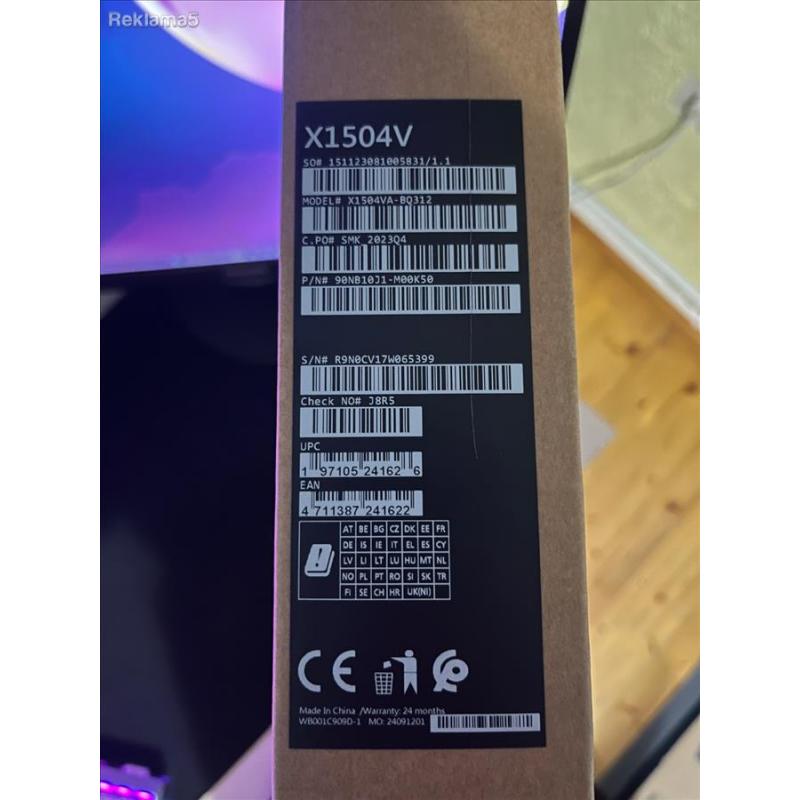 Reklama5
X1504V
SO# 151123081005831/1.1
MODEL# X1504VA-BQ312
C.PO# SMK_2023Q4
P/N# 90NB10J1-M00K50
S/N# R9N0CV17W065399
Check NO# J8R5
UPC
1 97105 24162 6
EAN
4 711387 241622
AT BE BG CZ DK EE FR
DE IS IE IT EL ES CY
LV LI LT LU HU MT NL
NO PL PT RO SI SK TR
FI SE CH HR UK(NI)
CE
Made In China /Warranty: 24 months
WB001C909D-1 MO: 24091201